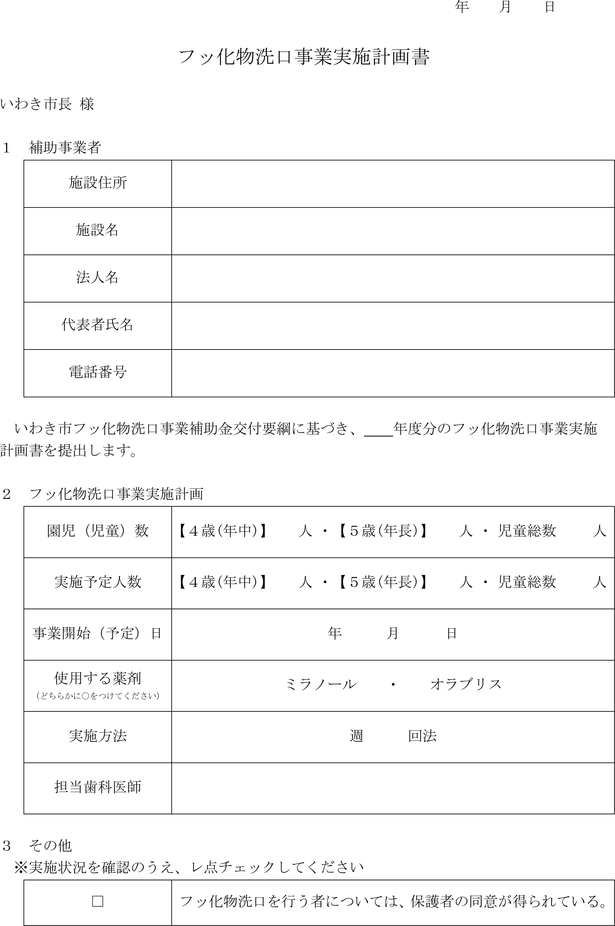 年　　月　　日
フッ化物洗口事業実施計画書
いわき市長 様
１　補助事業者
施設住所
施設名
法人名
代表者氏名
電話番号
いわき市フッ化物洗口事業補助金交付要綱に基づき、　　年度分のフッ化物洗口事業実施
計画書を提出します。
２　フッ化物洗口事業実施計画
園児（児童）数　【４歳(年中)】　　人 ・【５歳(年長)】　　人 ・ 児童総数　　人
実施予定人数　【４歳(年中)】　　人 ・【５歳(年長)】　　人 ・ 児童総数　　人
事業開始（予定）日　年　　　月　　　日
使用する薬剤　ミラノール　　・　　オラブリス
（どちらかに○をつけてください）
実施方法　週　　　回法
担当歯科医師
３　その他
※実施状況を確認のうえ、レ点チェックしてください
□　フッ化物洗口を行う者については、保護者の同意が得られている。